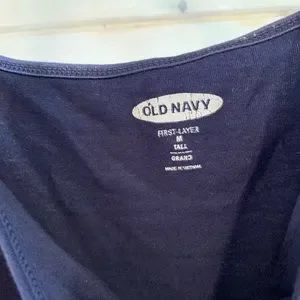 OLD NAVY
FIRST-LAYER
M
TALL
GRAND
MADE IN VIETNAM